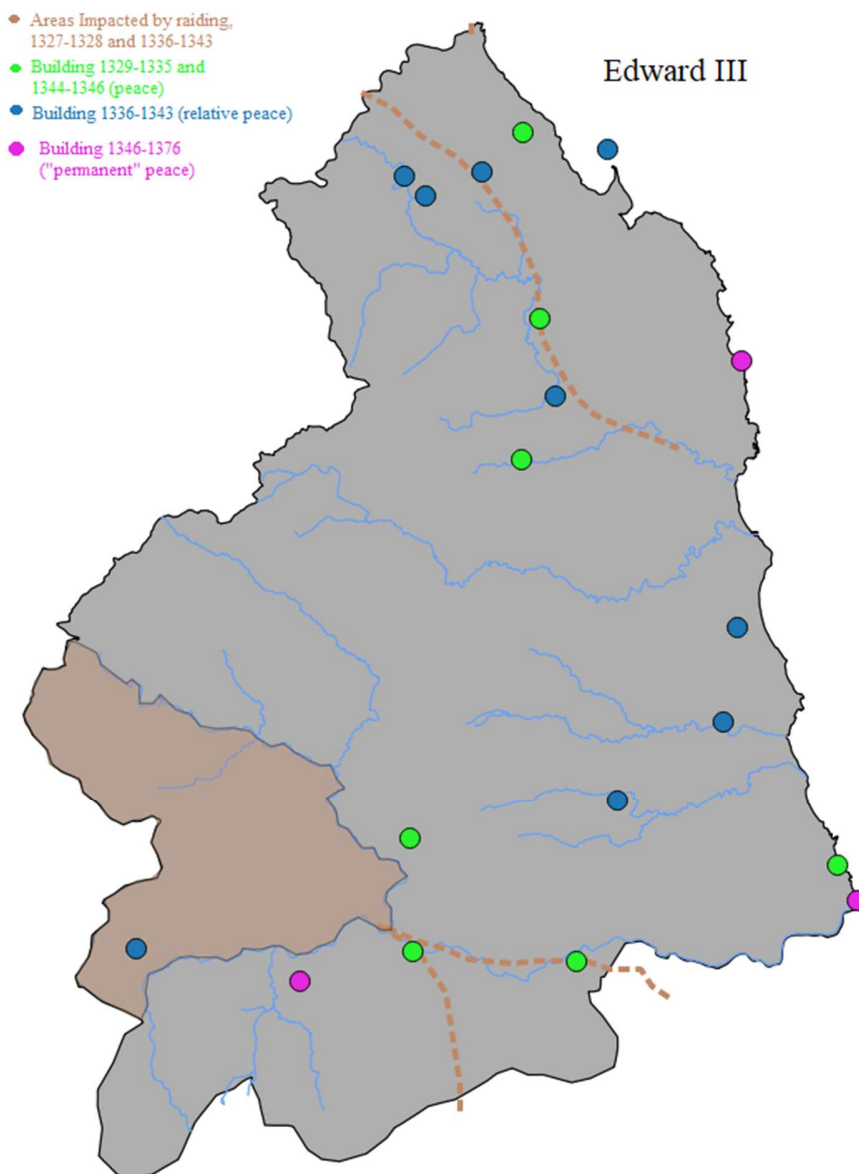 Areas Impacted by raiding,
1327-1328 and 1336-1343
Building 1329-1335 and
1344-1346 (peace)
Building 1336-1343 (relative peace)
Building 1346-1376
("permanent" peace)
Edward III